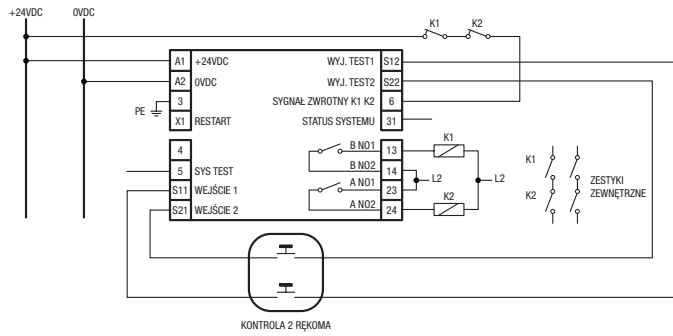 +24VDC 0VDC
K1 K2
A1 +24VDC WYJ. TEST1 S12
A2 0VDC WYJ. TEST2 S22
PE 3 SYGNAŁ ZWROTNY K1 K2 6
X1 RESTART STATUS SYSTEMU 31
4 B NO1 13 K1
5 SYS TEST B NO2 14 L2 L2
S11 WEJŚCIE 1 A NO1 23
S21 WEJŚCIE 2 A NO2 24 K2
K1
K2
ZESTYKI
ZEWNĘTRZNE
KONTROLA 2 RĘKOMA